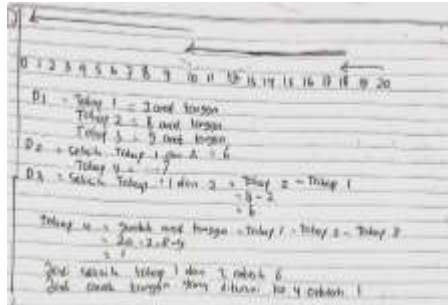 0 1 2 3 4 5 6 7 8 9 10 11 12 13 14 15 16 17 18 19 20
D1 = Tahap 1 = 2 anak tangga
Tahap 2 = 8 anak tangga
Tahap 3 = 9 anak tangga
D2 = Selisih Tahap 1 dan 2 = 6
Tahap 4 =
D3 = Selisih Tahap 1 dan 2 = Tahap 2 - Tahap 1
= 8 - 2
= 6
Tahap 4 = Jumlah anak tangga - Tahap 1 - Tahap 2 - Tahap 3
= 20 - 2 - 8 - 9
= 1
Jadi selisih tahap 1 dan 2 adalah 6
Jadi anak tangga yang dituruni ke 4 adalah 1